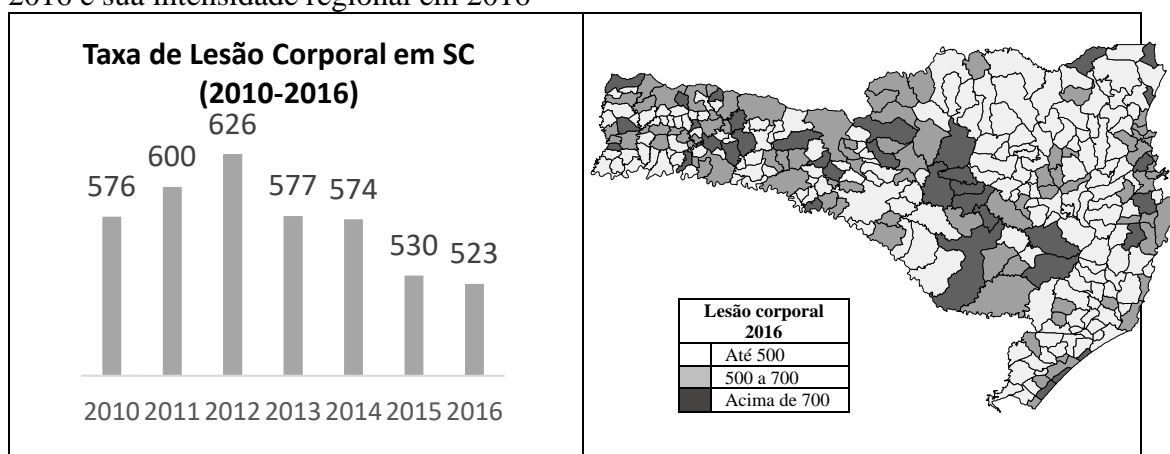 2016 e sua intensidade regional em 2016
Taxa de Lesão Corporal em SC
(2010-2016)
576
600
626
577
574
530
523
2010 2011 2012 2013 2014 2015 2016
Lesão corporal
2016
Até 500
500 a 700
Acima de 700